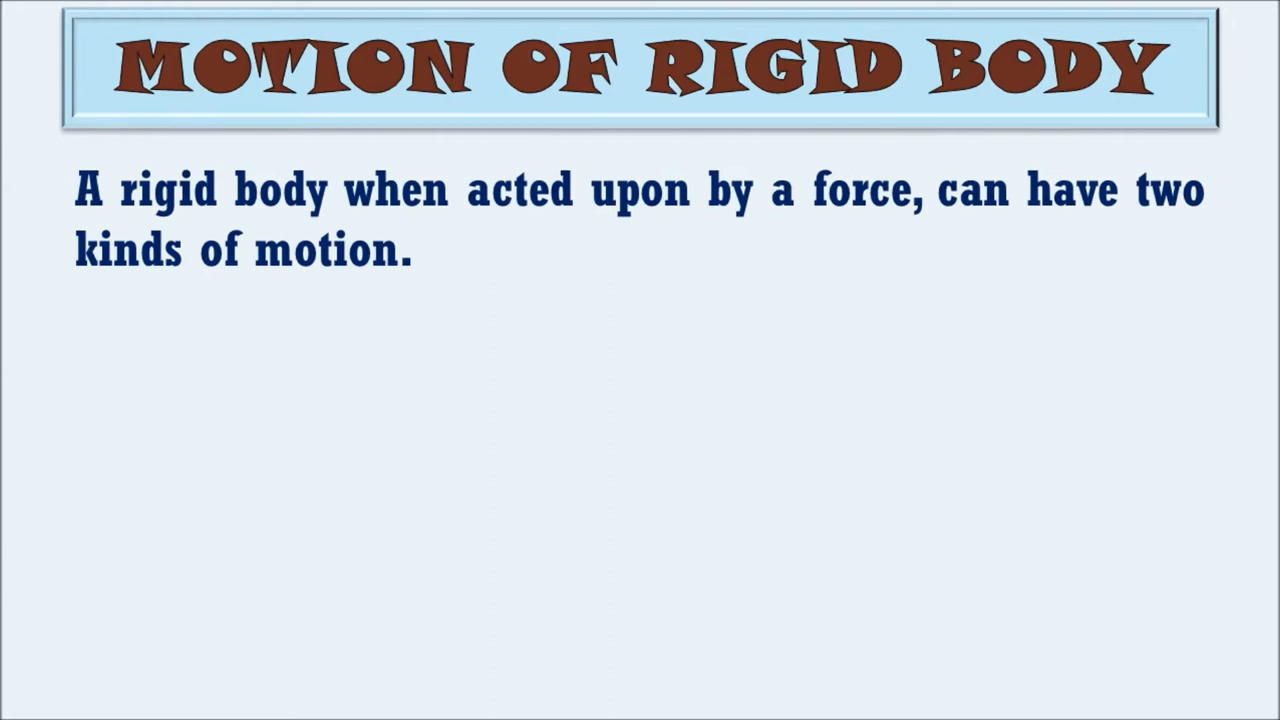 MOTION OF RIGID BODY
A rigid body when acted upon by a force, can have two
kinds of motion.